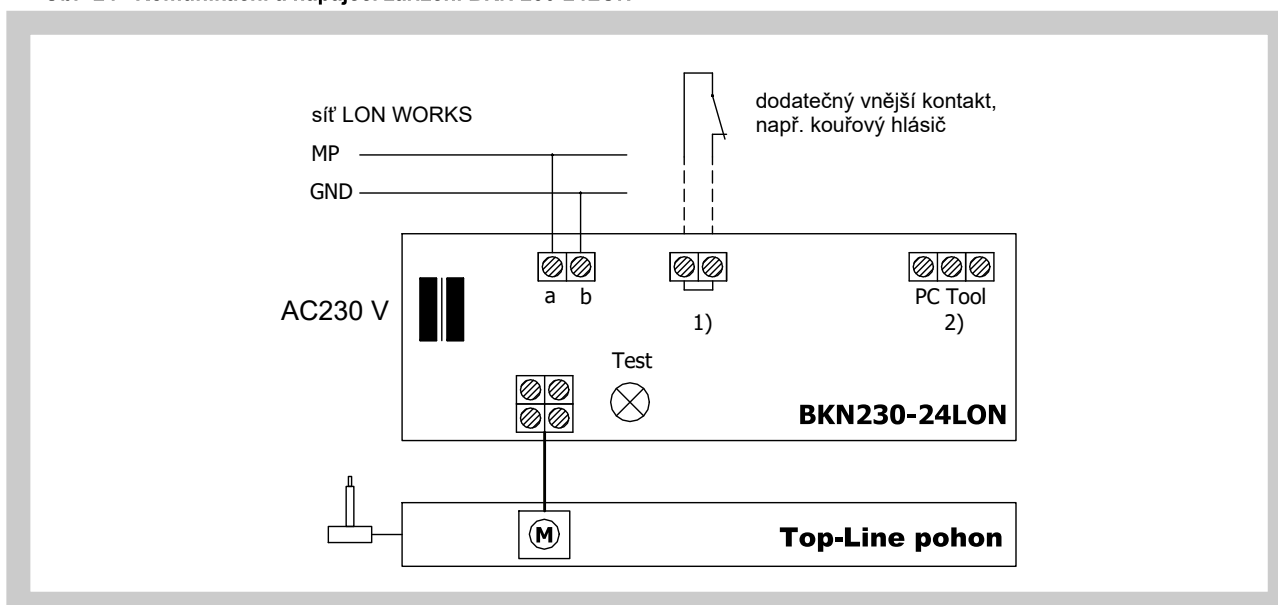 síť LON WORKS
MP
GND
dodatečný vnější kontakt,
např. kouřový hlásič
AC230 V
a b
1)
PC Tool
2)
Test
BKN230-24LON
M
Top-Line pohon